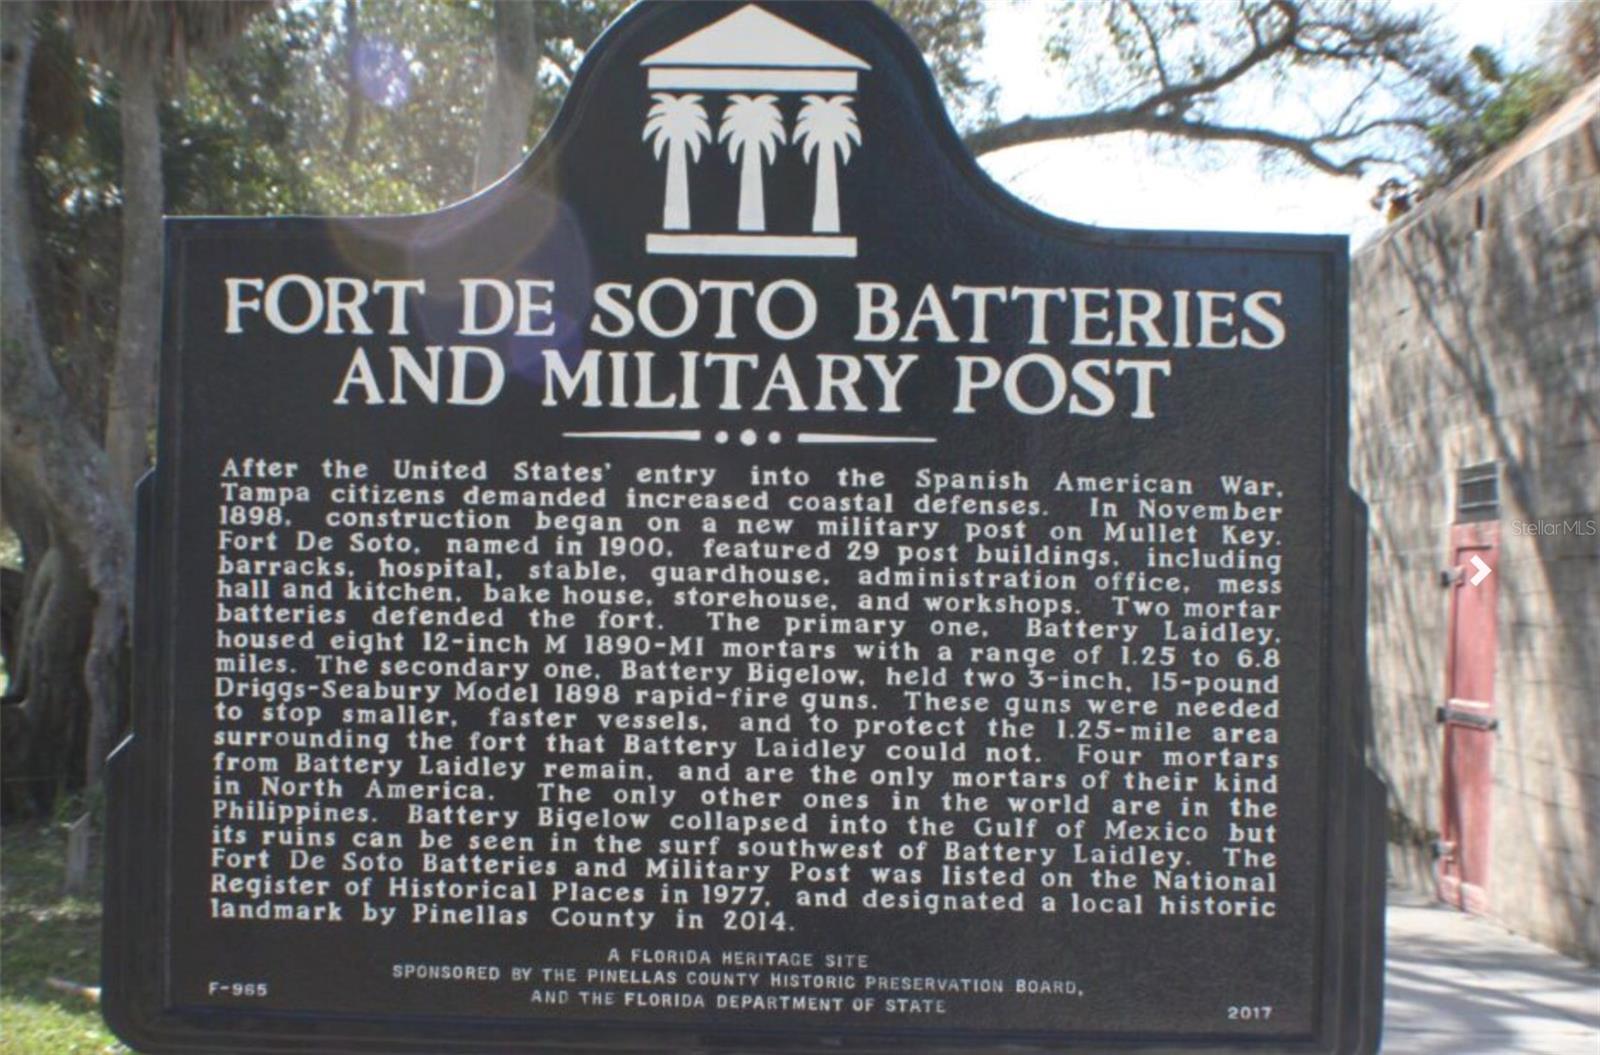 FORT DE SOTO BATTERIES
AND MILITARY POST
After the United States' entry into the Spanish American War,
Tampa citizens demanded increased coastal defenses. In November
1898, construction began on a new military post on Mullet Key.
Fort De Soto, named in 1900, featured 29 post buildings, including
barracks, hospital, stable, guardhouse, administration office, mess
hall and kitchen, bake house, storehouse, and workshops. Two mortar
batteries defended the fort. The primary one, Battery Laidley,
housed eight 12-inch M 1890-MI mortars with a range of 1.25 to 6.8
miles. The secondary one, Battery Bigelow, held two 3-inch, 15-pound
Driggs-Seabury Model 1898 rapid-fire guns. These guns were needed
to stop smaller, faster vessels, and to protect the 1.25-mile area
surrounding the fort that Battery Laidley could not. Four mortars
from Battery Laidley remain, and are the only mortars of their kind
in North America. The only other ones in the world are in the
Philippines. Battery Bigelow collapsed into the Gulf of Mexico but
its ruins can be seen in the surf southwest of Battery Laidley. The
Fort De Soto Batteries and Military Post was listed on the National
Register of Historical Places in 1977, and designated a local historic
landmark by Pinellas County in 2014.
A FLORIDA HERITAGE SITE
SPONSORED BY THE PINELLAS COUNTY HISTORIC PRESERVATION BOARD,
AND THE FLORIDA DEPARTMENT OF STATE
F-965
2017
StellarMLS